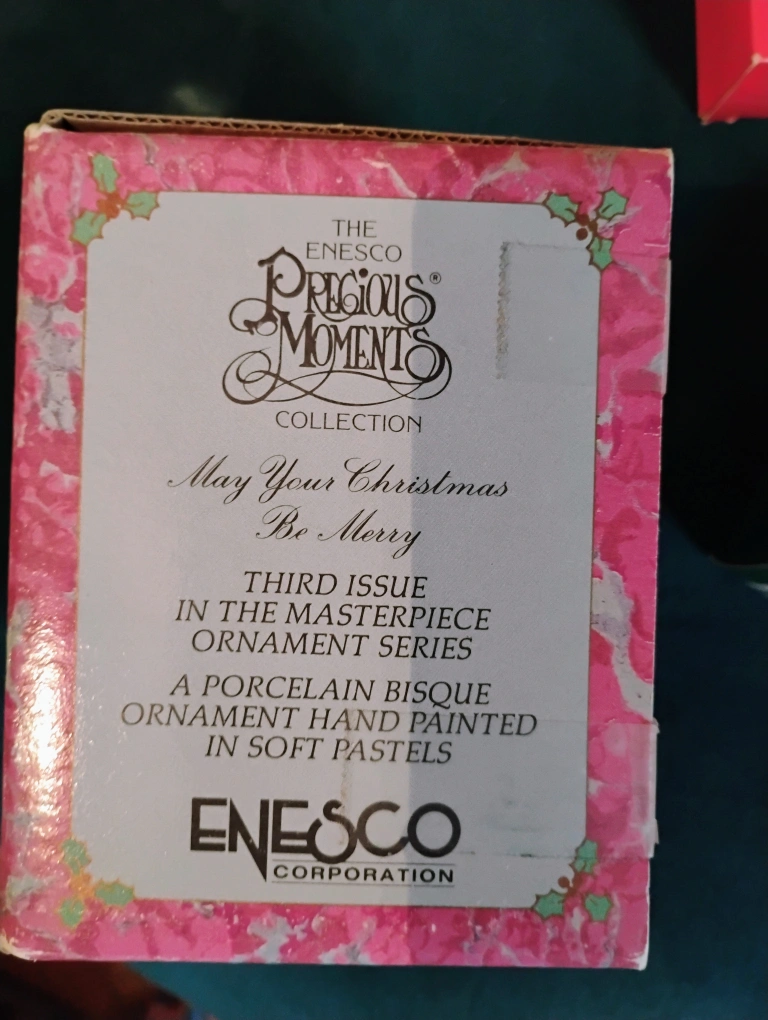 THE
ENESCO
PRECIOUS®
MOMENTS
COLLECTION
May Your Christmas
Be Merry
THIRD ISSUE
IN THE MASTERPIECE
ORNAMENT SERIES
A PORCELAIN BISQUE
ORNAMENT HAND PAINTED
IN SOFT PASTELS
ENESCO
CORPORATION